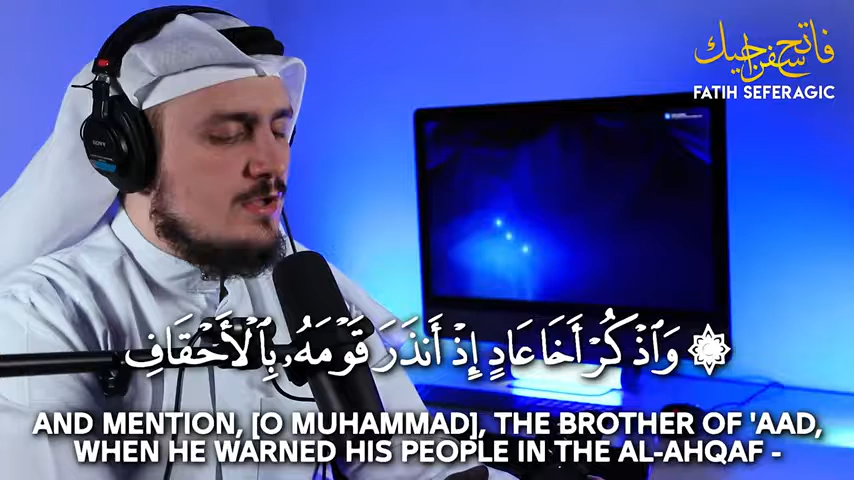 فاتح سفراجيك
FATIH SEFERAGIC
SONY
۞ وَٱذْكُرْ أَخَا عَادٍ إِذْ أَنذَرَ قَوْمَهُۥ بِٱلْأَحْقَافِ
AND MENTION, [O MUHAMMAD], THE BROTHER OF 'AAD,
WHEN HE WARNED HIS PEOPLE IN THE AL-AHQAF -